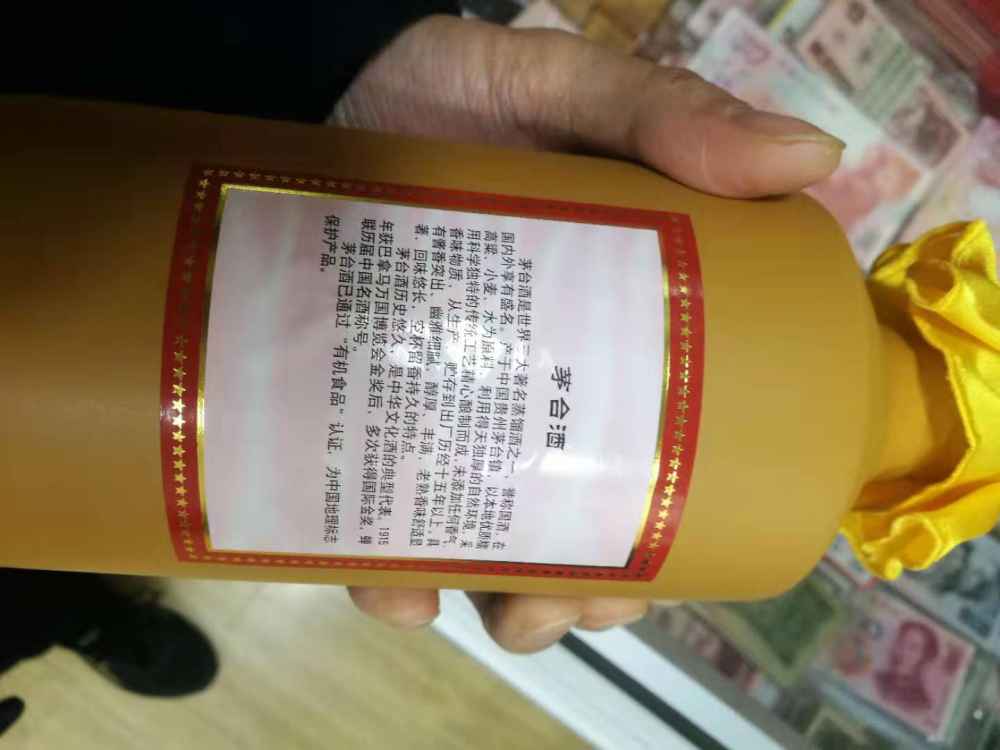 茅台酒
茅台酒是世界三大著名蒸馏酒之一，誉称国酒，在
国内外享有盛名。产于中国贵州茅台镇，以本地优质糯
高粱、小麦、水为原料，利用得天独厚的自然环境，采
用科学独特的传统工艺精心酿制而成，未添加任何香气、
香味物质，从生产、贮存到出厂历经十五年以上，具
有酱香突出、幽雅细腻、醇厚、丰满，老熟香味舒适显
著、回味悠长、空杯留香持久的特点。
茅台酒历史悠久，是中华文化酒的典型代表，1915
年获巴拿马万国博览会金奖后，多次获得国际金奖，蝉
联历届中国名酒称号。
茅台酒已通过“有机食品”认证，为中国地理标志
保护产品。